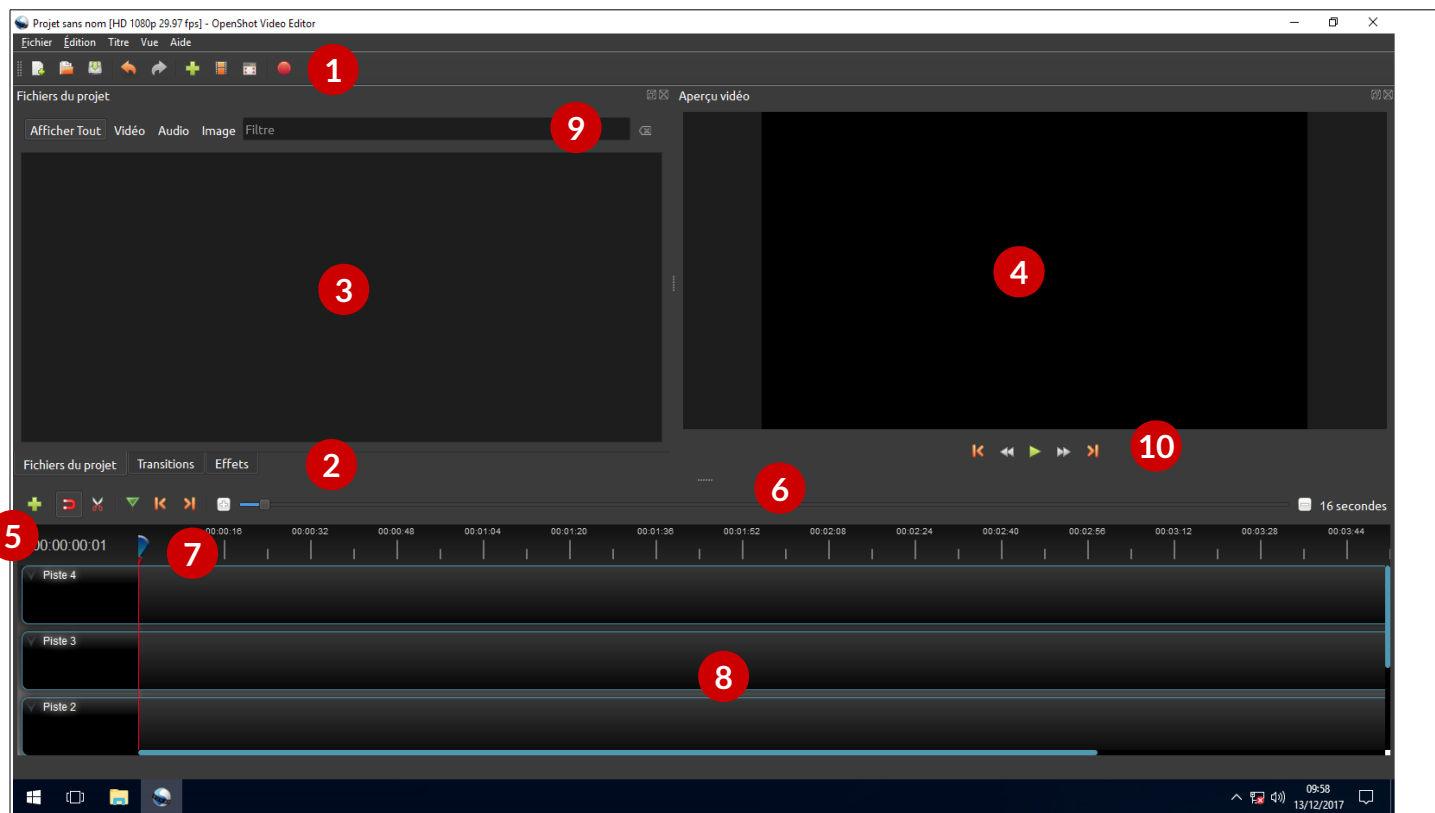 Projet sans nom [HD 1080p 29.97 fps] - OpenShot Video Editor
Fichier Édition Titre Vue Aide
1
Fichiers du projet
Aperçu vidéo
Afficher Tout Vidéo Audio Image Filtre
9
3
4
10
Fichiers du projet Transitions Effets
2
6
16 secondes
5
00:00:00:01
7
00:00:16 00:00:32 00:00:48 00:01:04 00:01:20 00:01:36 00:01:52 00:02:08 00:02:24 00:02:40 00:02:56 00:03:12 00:03:28 00:03:44
Piste 4
Piste 3
8
Piste 2
09:58
13/12/2017